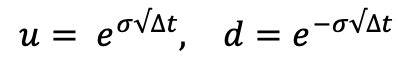 u = e^{σ√Δt}, d = e^{−σ√Δt}